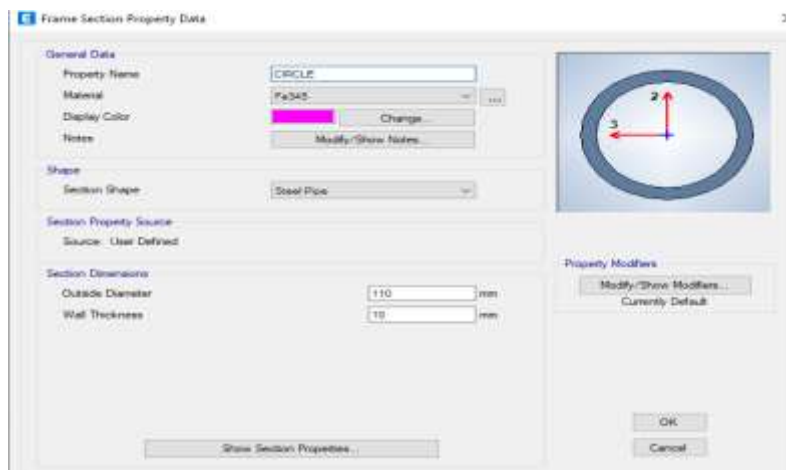 Frame Section Property Data
General Data
Property Name CIRCLE
Material Fe345 ...
Display Color Change...
Notes Modify/Show Notes...
Shape
Section Shape Steel Pipe
Section Property Source
Source: User Defined
Section Dimensions
Outside Diameter 110 mm
Wall Thickness 10 mm
Show Section Properties...
2
3
Property Modifiers
Modify/Show Modifiers...
Currently Default
OK
Cancel